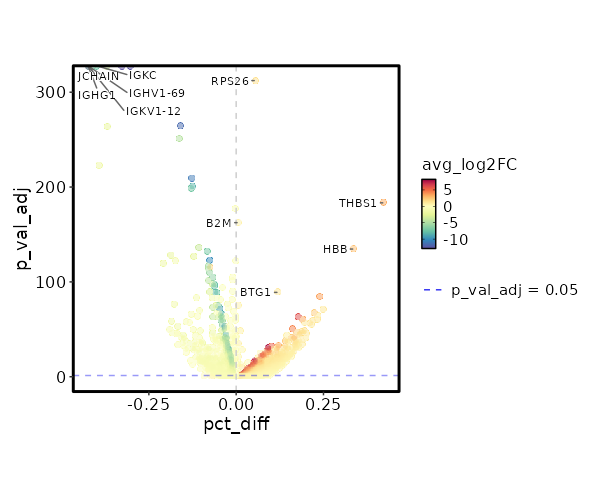 JCHAIN
IGKC
IGHG1
IGHV1-69
IGKV1-12
RPS26
THBS1
B2M
HBB
BTG1
300
200
100
0
p_val_adj
-0.25
0.00
0.25
pct_diff
avg_log2FC
5
0
-5
-10
p_val_adj = 0.05